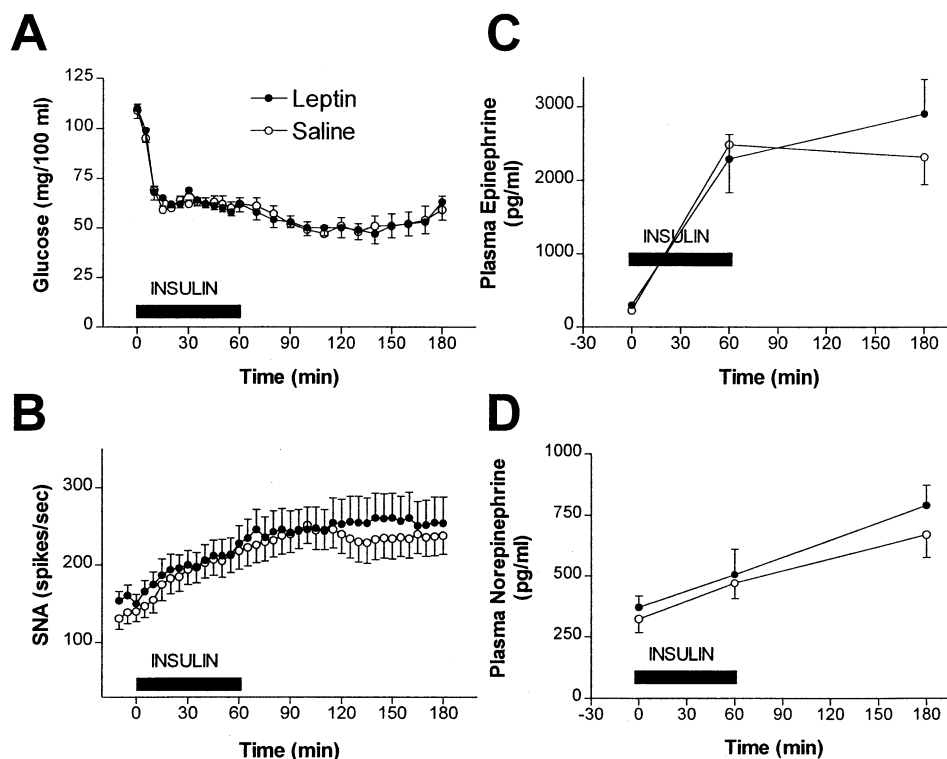 A
Glucose (mg/100 ml)
125
100
75
50
25
0
Leptin
Saline
INSULIN
0 30 60 90 120 150 180
Time (min)
B
SNA (spikes/sec)
300
200
100
INSULIN
0 30 60 90 120 150 180
Time (min)
C
Plasma Epinephrine
(pg/ml)
3000
2000
1000
0
INSULIN
-30 0 30 60 90 120 150 180
Time (min)
D
Plasma Norepinephrine
(pg/ml)
1000
750
500
250
0
INSULIN
-30 0 30 60 90 120 150 180
Time (min)